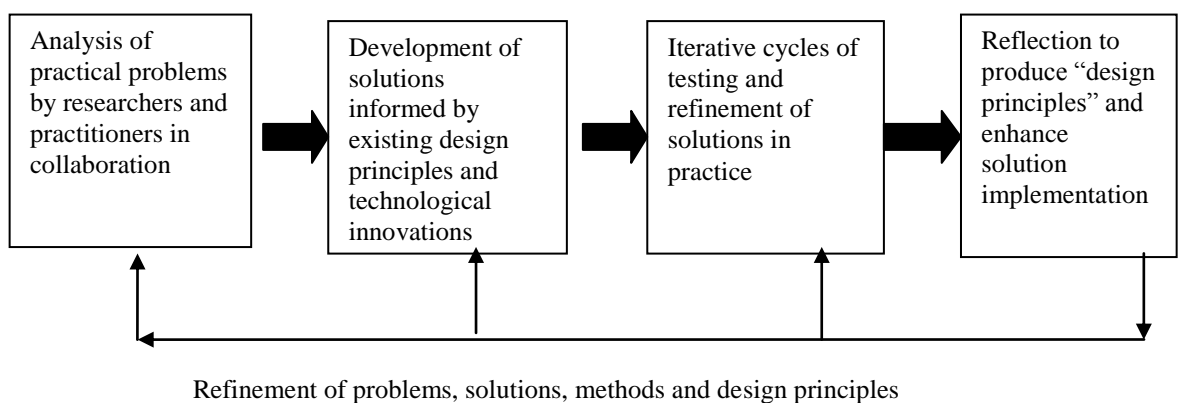 Analysis of
practical problems
by researchers and
practitioners in
collaboration
Development of
solutions
informed by
existing design
principles and
technological
innovations
Iterative cycles of
testing and
refinement of
solutions in
practice
Reflection to
produce “design
principles” and
enhance
solution
implementation
Refinement of problems, solutions, methods and design principles